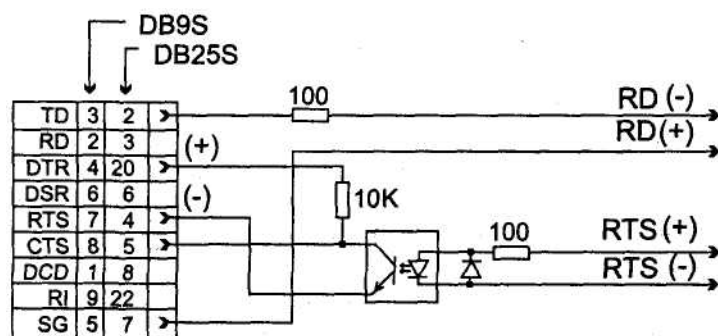 DB9S
DB25S
TD 3 2
RD 2 3
DTR 4 20
DSR 6 6
RTS 7 4
CTS 8 5
DCD 1 8
RI 9 22
SG 5 7
(+)
(-)
100
10K
100
RD (-)
RD (+)
RTS (+)
RTS (-)